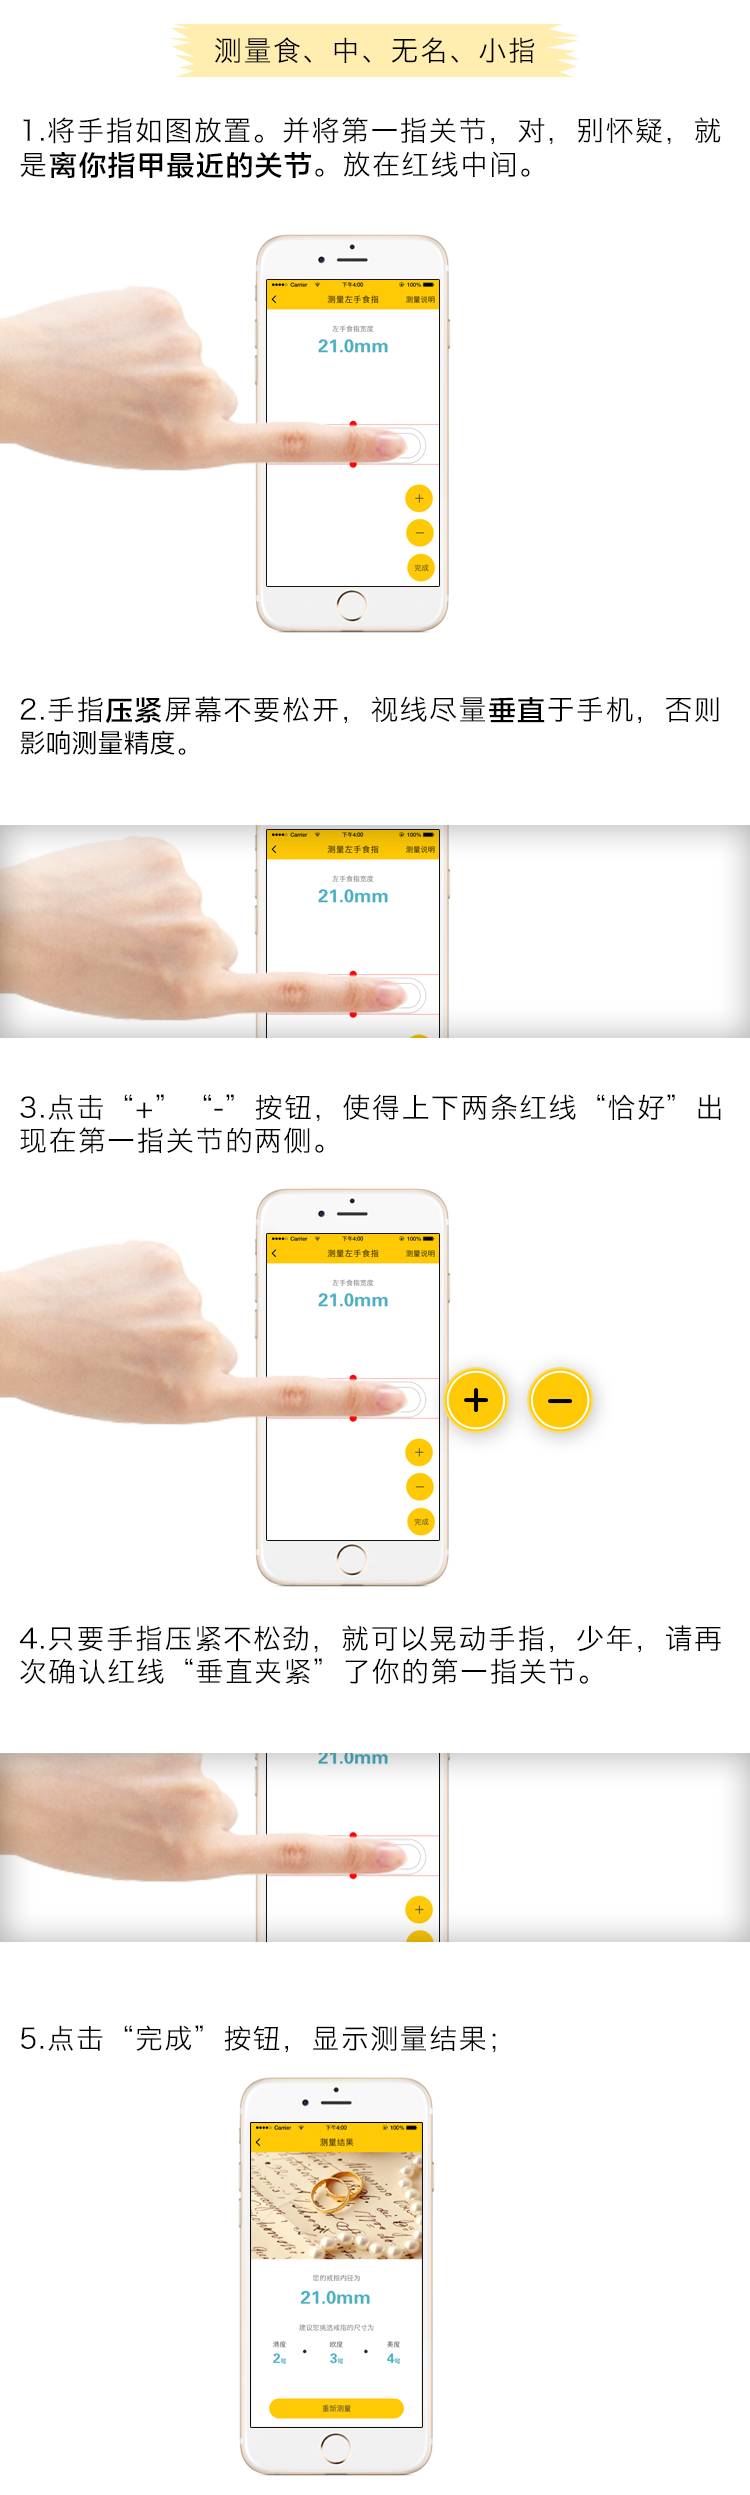 测量食、中、无名、小指
1.将手指如图放置。并将第一指关节，对，别怀疑，就
是离你指甲最近的关节。放在红线中间。
Carrier 下午4:00 100%
测量左手食指 测量说明
左手食指宽度
21.0mm
+
−
完成
2.手指压紧屏幕不要松开，视线尽量垂直于手机，否则
影响测量精度。
Carrier 下午4:00 100%
测量左手食指 测量说明
左手食指宽度
21.0mm
3.点击“+”“-”按钮，使得上下两条红线“恰好”出
现在第一指关节的两侧。
Carrier 下午4:00 100%
测量左手食指 测量说明
左手食指宽度
21.0mm
+ −
+
−
完成
4.只要手指压紧不松劲，就可以晃动手指，少年，请再
次确认红线“垂直夹紧”了你的第一指关节。
21.0mm
+
5.点击“完成”按钮，显示测量结果；
Carrier 下午4:00 100%
测量结果
您的戒指内径为
21.0mm
建议您挑选戒指的尺寸为
港度 欧度 美度
2号 • 3号 • 4号
重新测量